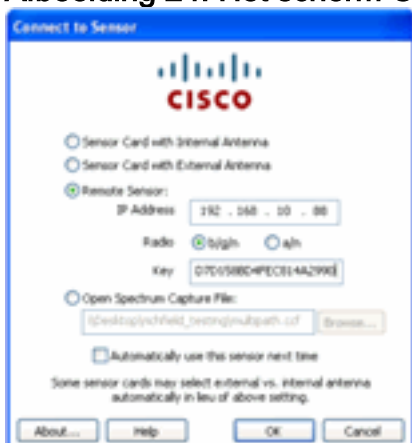 Connect to Sensor
CISCO
Sensor Card with Internal Antenna
Sensor Card with External Antenna
Remote Sensor:
IP Address 192 . 168 . 10 . 88
Radio b/g/n a/n
Key
Open Spectrum Capture File:
Browse...
Automatically use this sensor next time
Some sensor cards may select external vs. internal antenna
automatically in lieu of above setting.
About... Help OK Cancel